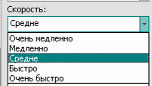 Скорость:
Средне
Очень медленно
Медленно
Средне
Быстро
Очень быстро